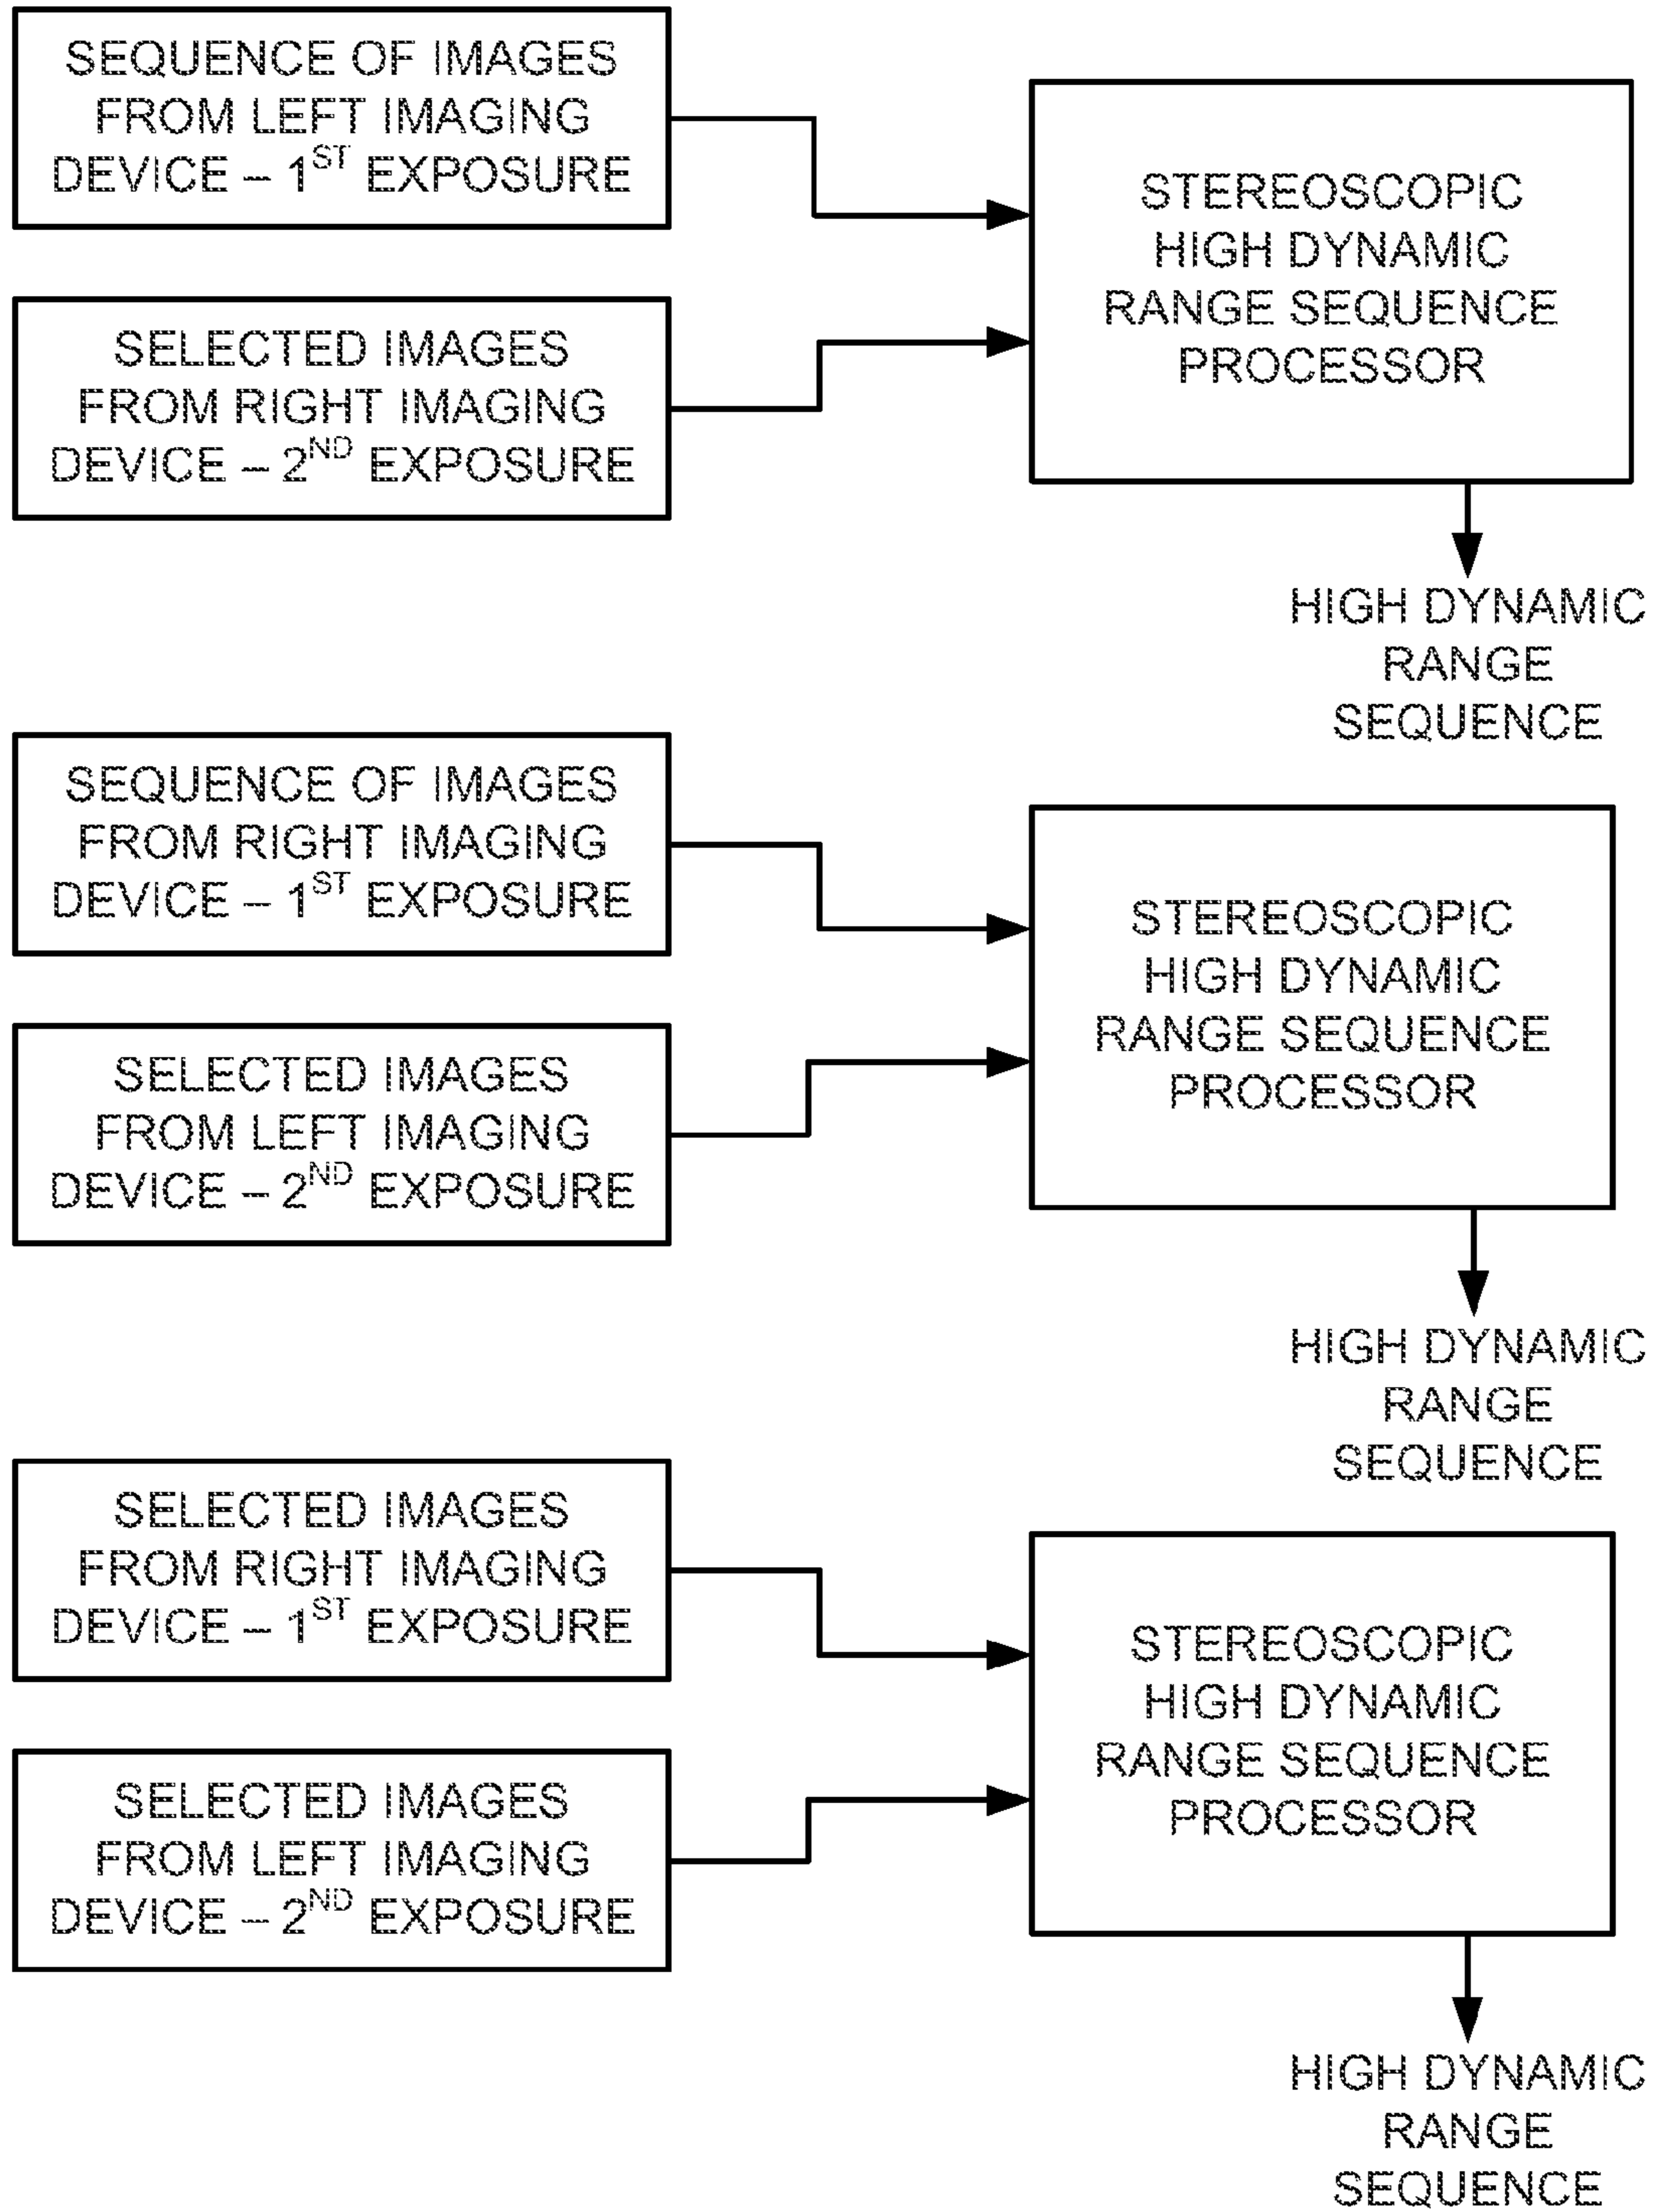 SEQUENCE OF IMAGES
FROM LEFT IMAGING
DEVICE – 1ST EXPOSURE
SELECTED IMAGES
FROM RIGHT IMAGING
DEVICE – 2ND EXPOSURE
STEREOSCOPIC
HIGH DYNAMIC
RANGE SEQUENCE
PROCESSOR
HIGH DYNAMIC
RANGE
SEQUENCE
SEQUENCE OF IMAGES
FROM RIGHT IMAGING
DEVICE – 1ST EXPOSURE
SELECTED IMAGES
FROM LEFT IMAGING
DEVICE – 2ND EXPOSURE
STEREOSCOPIC
HIGH DYNAMIC
RANGE SEQUENCE
PROCESSOR
HIGH DYNAMIC
RANGE
SEQUENCE
SELECTED IMAGES
FROM RIGHT IMAGING
DEVICE – 1ST EXPOSURE
SELECTED IMAGES
FROM LEFT IMAGING
DEVICE – 2ND EXPOSURE
STEREOSCOPIC
HIGH DYNAMIC
RANGE SEQUENCE
PROCESSOR
HIGH DYNAMIC
RANGE
SEQUENCE